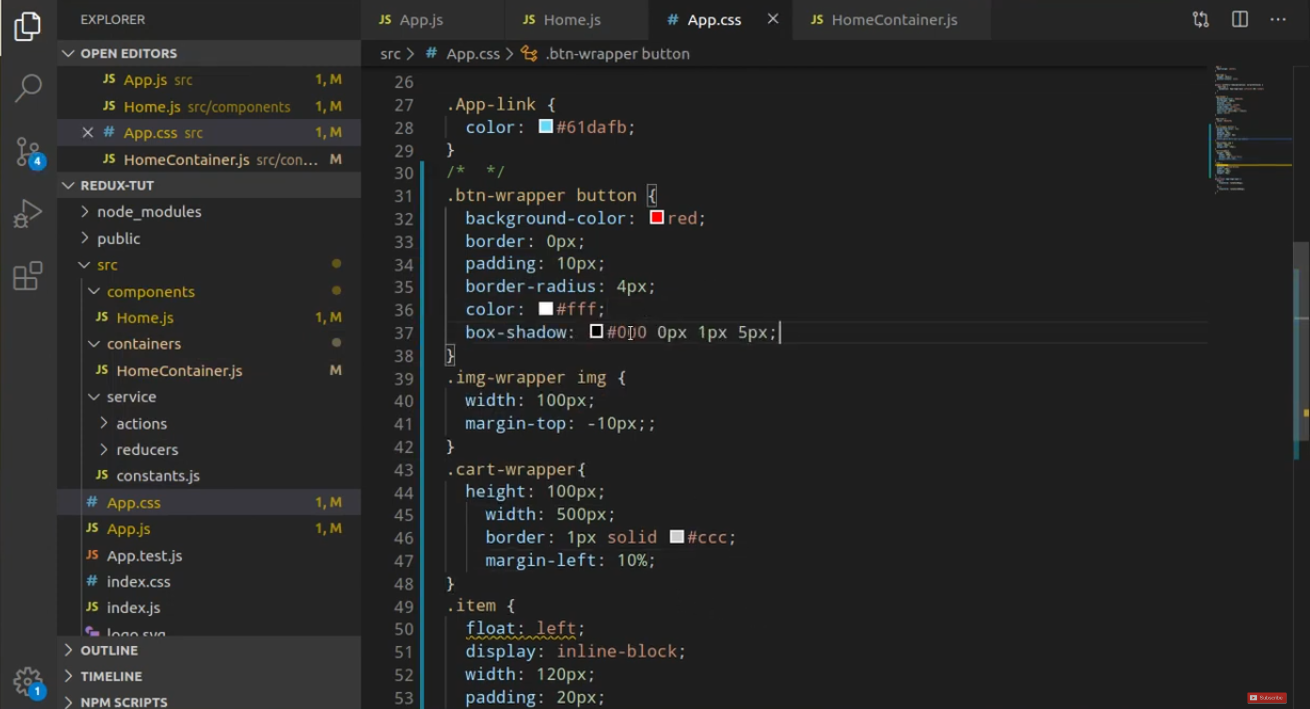 EXPLORER
OPEN EDITORS
JS App.js src 1, M
JS Home.js src/components 1, M
# App.css src 1, M
JS HomeContainer.js src/con... M
REDUX-TUT
node_modules
public
src
components
JS Home.js 1, M
containers
JS HomeContainer.js M
service
actions
reducers
JS constants.js
# App.css 1, M
JS App.js 1, M
JS App.test.js
# index.css
JS index.js
logo.svg
OUTLINE
TIMELINE
NPM SCRIPTS
4
1
JS App.js
JS Home.js
# App.css
JS HomeContainer.js
src > # App.css > .btn-wrapper button
26
27 .App-link {
28 color: #61dafb;
29 }
30 /*  */
31 .btn-wrapper button {
32 background-color: red;
33 border: 0px;
34 padding: 10px;
35 border-radius: 4px;
36 color: #fff;
37 box-shadow: #000 0px 1px 5px;
38 }
39 .img-wrapper img {
40 width: 100px;
41 margin-top: -10px;;
42 }
43 .cart-wrapper{
44 height: 100px;
45 width: 500px;
46 border: 1px solid #ccc;
47 margin-left: 10%;
48 }
49 .item {
50 float: left;
51 display: inline-block;
52 width: 120px;
53 padding: 20px;
Subscribe